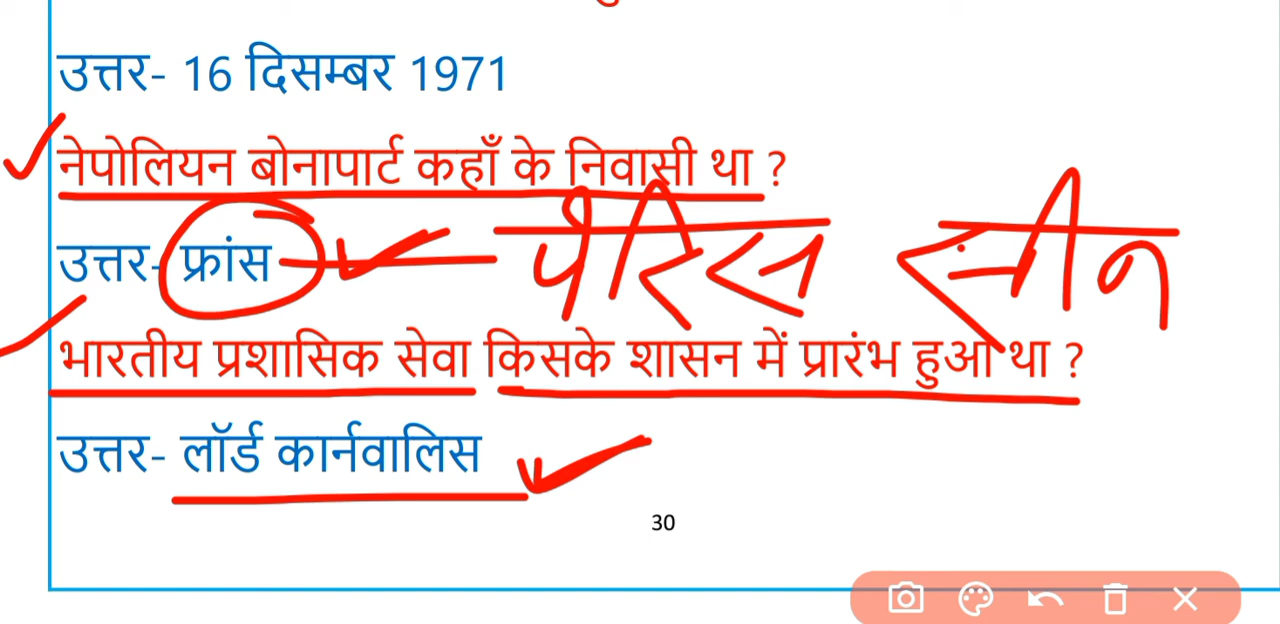 उत्तर- 16 दिसम्बर 1971
नेपोलियन बोनापार्ट कहाँ के निवासी था ?
उत्तर- फ्रांस पेरिस सीन
भारतीय प्रशासिक सेवा किसके शासन में प्रारंभ हुआ था ?
उत्तर- लॉर्ड कार्नवालिस
30